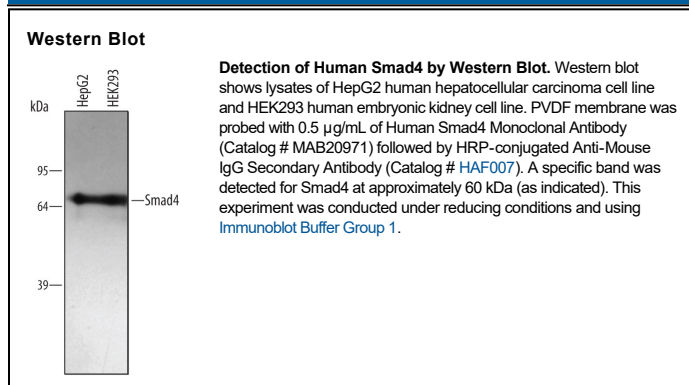 Western Blot
HepG2
HEK293
kDa
95
64
39
Smad4
Detection of Human Smad4 by Western Blot. Western blot
shows lysates of HepG2 human hepatocellular carcinoma cell line
and HEK293 human embryonic kidney cell line. PVDF membrane was
probed with 0.5 µg/mL of Human Smad4 Monoclonal Antibody
(Catalog # MAB20971) followed by HRP-conjugated Anti-Mouse
IgG Secondary Antibody (Catalog # HAF007). A specific band was
detected for Smad4 at approximately 60 kDa (as indicated). This
experiment was conducted under reducing conditions and using
Immunoblot Buffer Group 1.